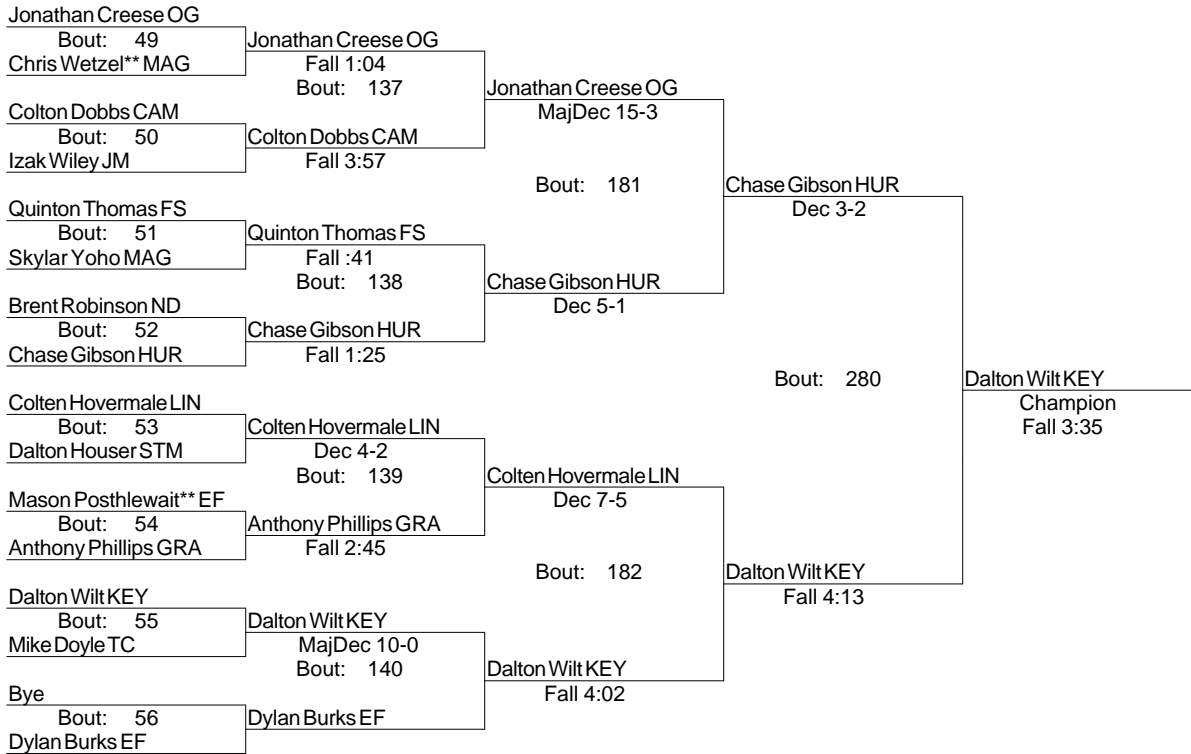 Jonathan Creese OG
Bout: 49
Chris Wetzel** MAG
Jonathan Creese OG
Fall 1:04
Bout: 137
Colton Dobbs CAM
Bout: 50
Izak Wiley JM
Colton Dobbs CAM
Fall 3:57
Jonathan Creese OG
MajDec 15-3
Bout: 181
Quinton Thomas FS
Bout: 51
Skylar Yoho MAG
Quinton Thomas FS
Fall :41
Bout: 138
Brent Robinson ND
Bout: 52
Chase Gibson HUR
Chase Gibson HUR
Fall 1:25
Chase Gibson HUR
Dec 5-1
Chase Gibson HUR
Dec 3-2
Bout: 280
Colten Hovermale LIN
Bout: 53
Dalton Houser STM
Colten Hovermale LIN
Dec 4-2
Bout: 139
Mason Posthlewait** EF
Bout: 54
Anthony Phillips GRA
Anthony Phillips GRA
Fall 2:45
Colten Hovermale LIN
Dec 7-5
Bout: 182
Dalton Wilt KEY
Bout: 55
Mike Doyle TC
Dalton Wilt KEY
MajDec 10-0
Bout: 140
Bye
Bout: 56
Dylan Burks EF
Dylan Burks EF
Dalton Wilt KEY
Fall 4:02
Dalton Wilt KEY
Fall 4:13
Dalton Wilt KEY
Champion
Fall 3:35